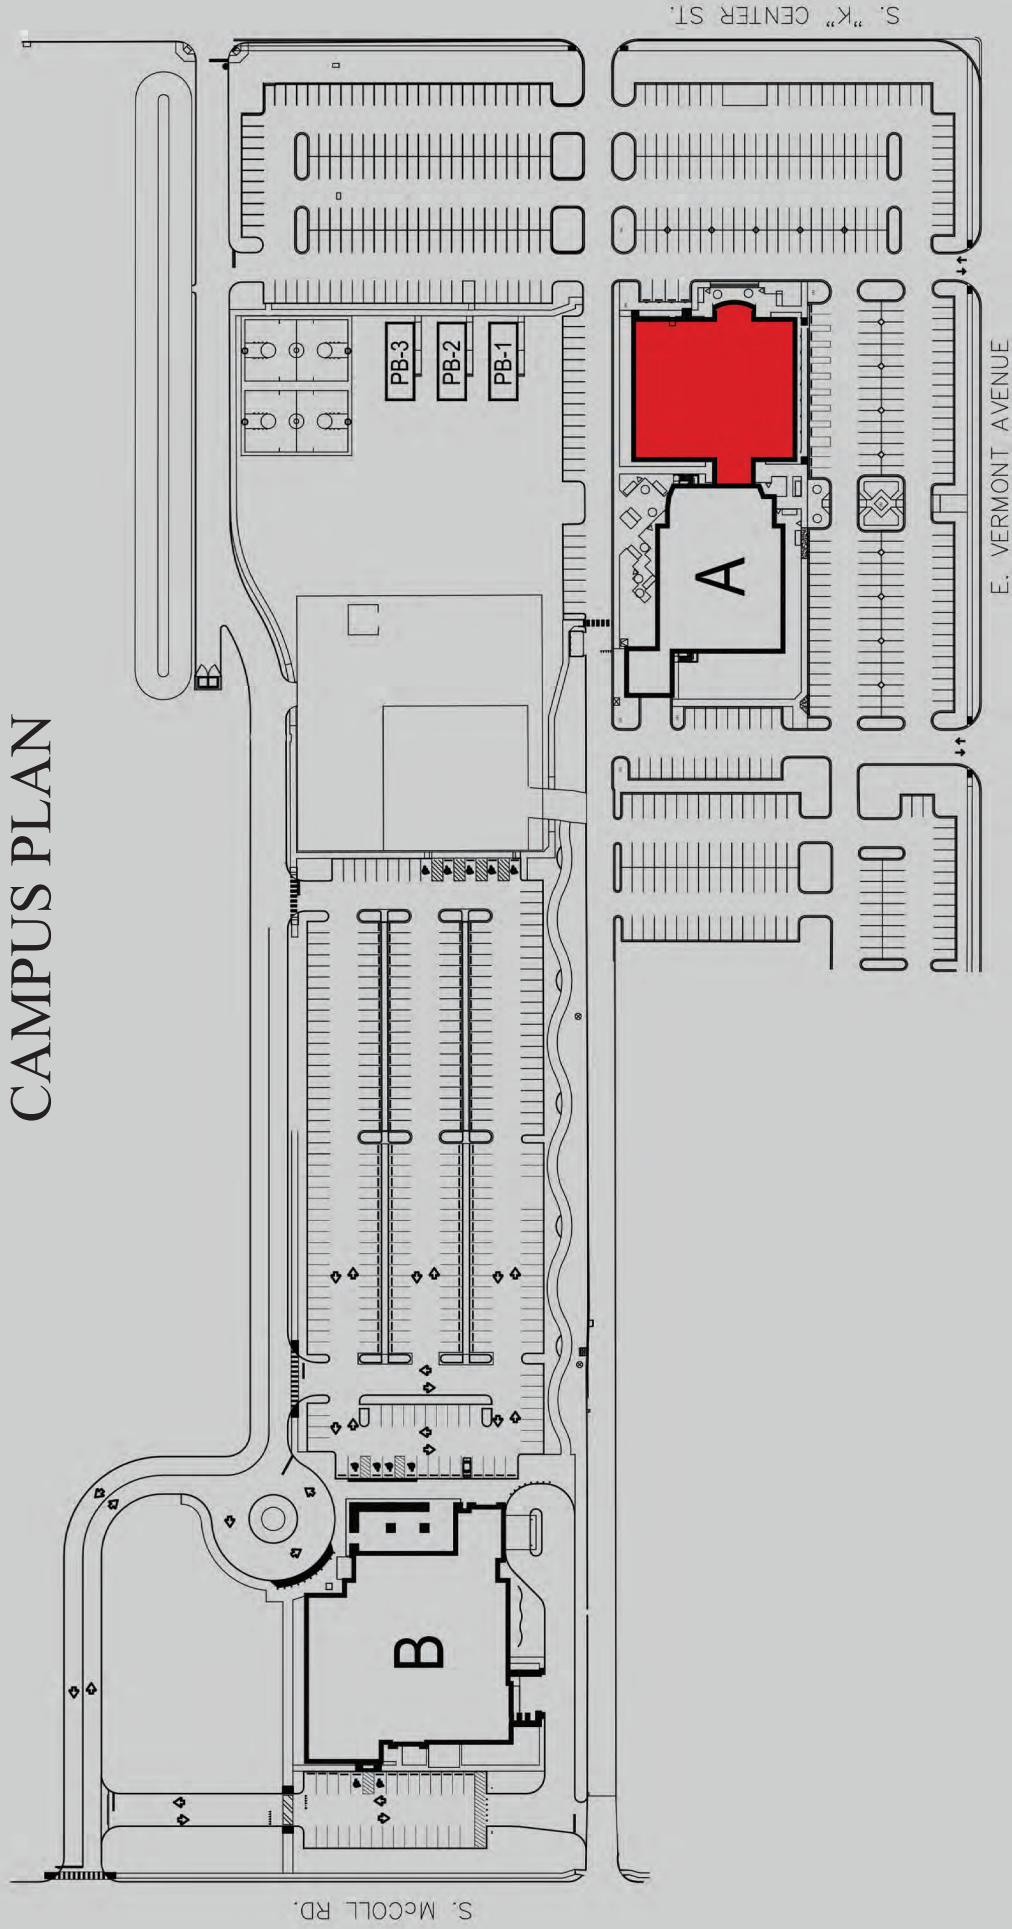 CAMPUS PLAN
S. "K" CENTER ST.
PB-3
PB-2
PB-1
A
E. VERMONT AVENUE
B
S. McCOLL RD.